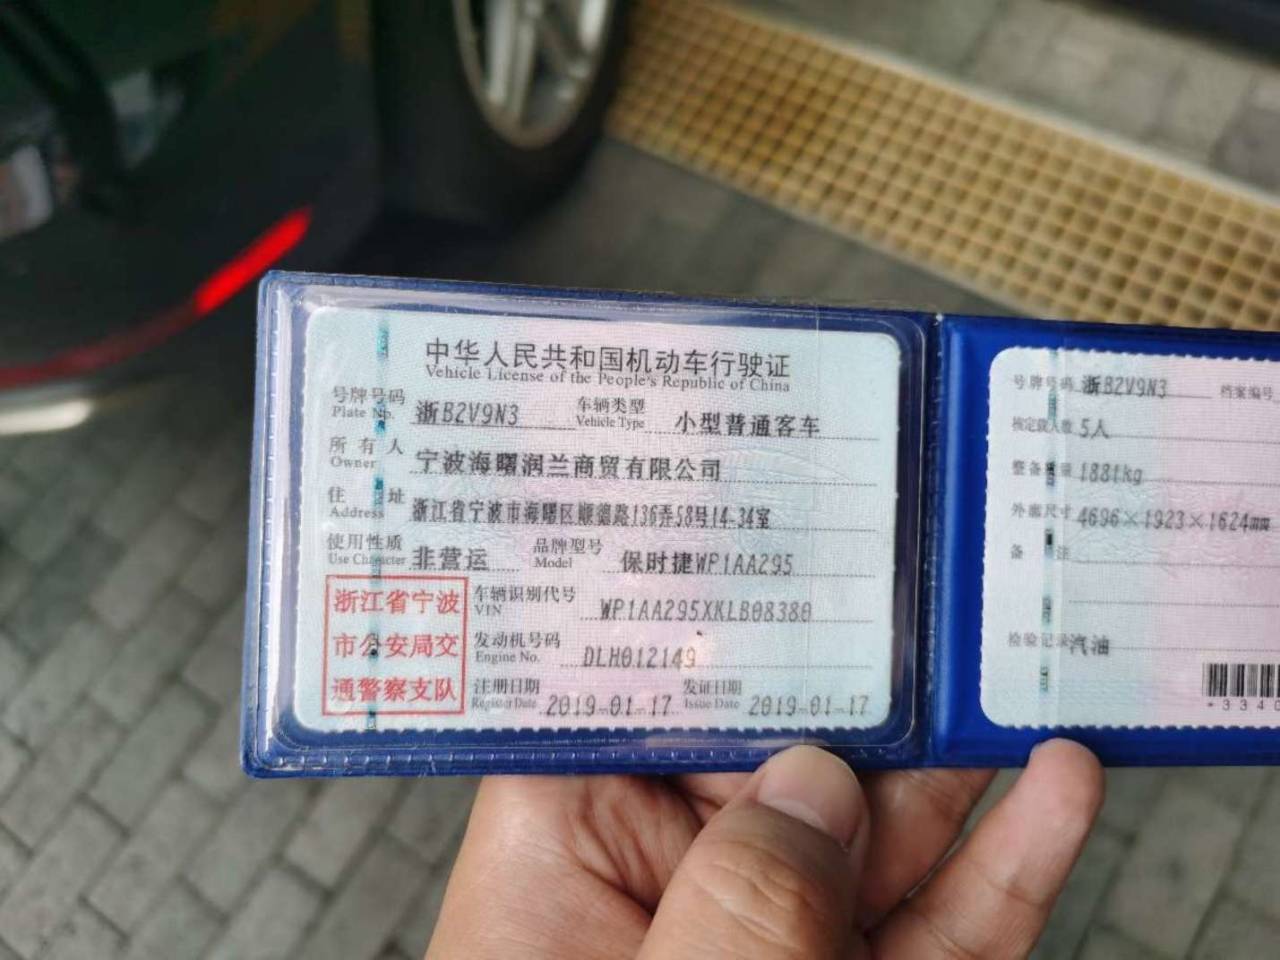 中华人民共和国机动车行驶证
Vehicle License of the People's Republic of China
号牌号码 Plate No. 浙B2V9N3 车辆类型 Vehicle Type 小型普通客车
所有人 Owner 宁波海曙润兰商贸有限公司
住址 Address 浙江省宁波市海曙区顺德路136弄58号14-34室
使用性质 Use Character 非营运 品牌型号 Model 保时捷WP1AA295
车辆识别代号 VIN WP1AA295XKLB08380
发动机号码 Engine No. DLH012149
注册日期 Register Date 2019-01-17 发证日期 Issue Date 2019-01-17
浙江省宁波
市公安局交
通警察支队
号牌号码 浙B2V9N3 档案编号
核定载人数 5人
整备质量 1881kg
外廓尺寸 4696×1923×1624mm
备注
检验记录 汽油
*3340